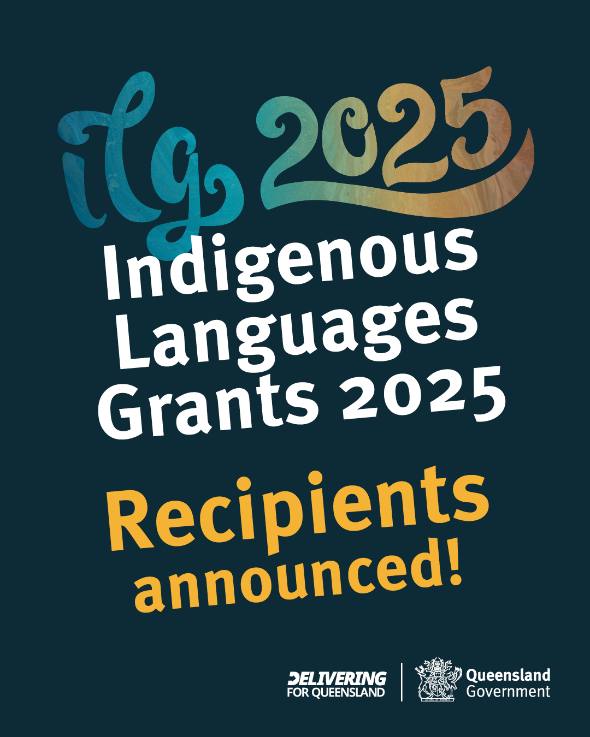 ilg 2025
Indigenous
Languages
Grants 2025
Recipients
announced!
DELIVERING
FOR QUEENSLAND
Queensland
Government